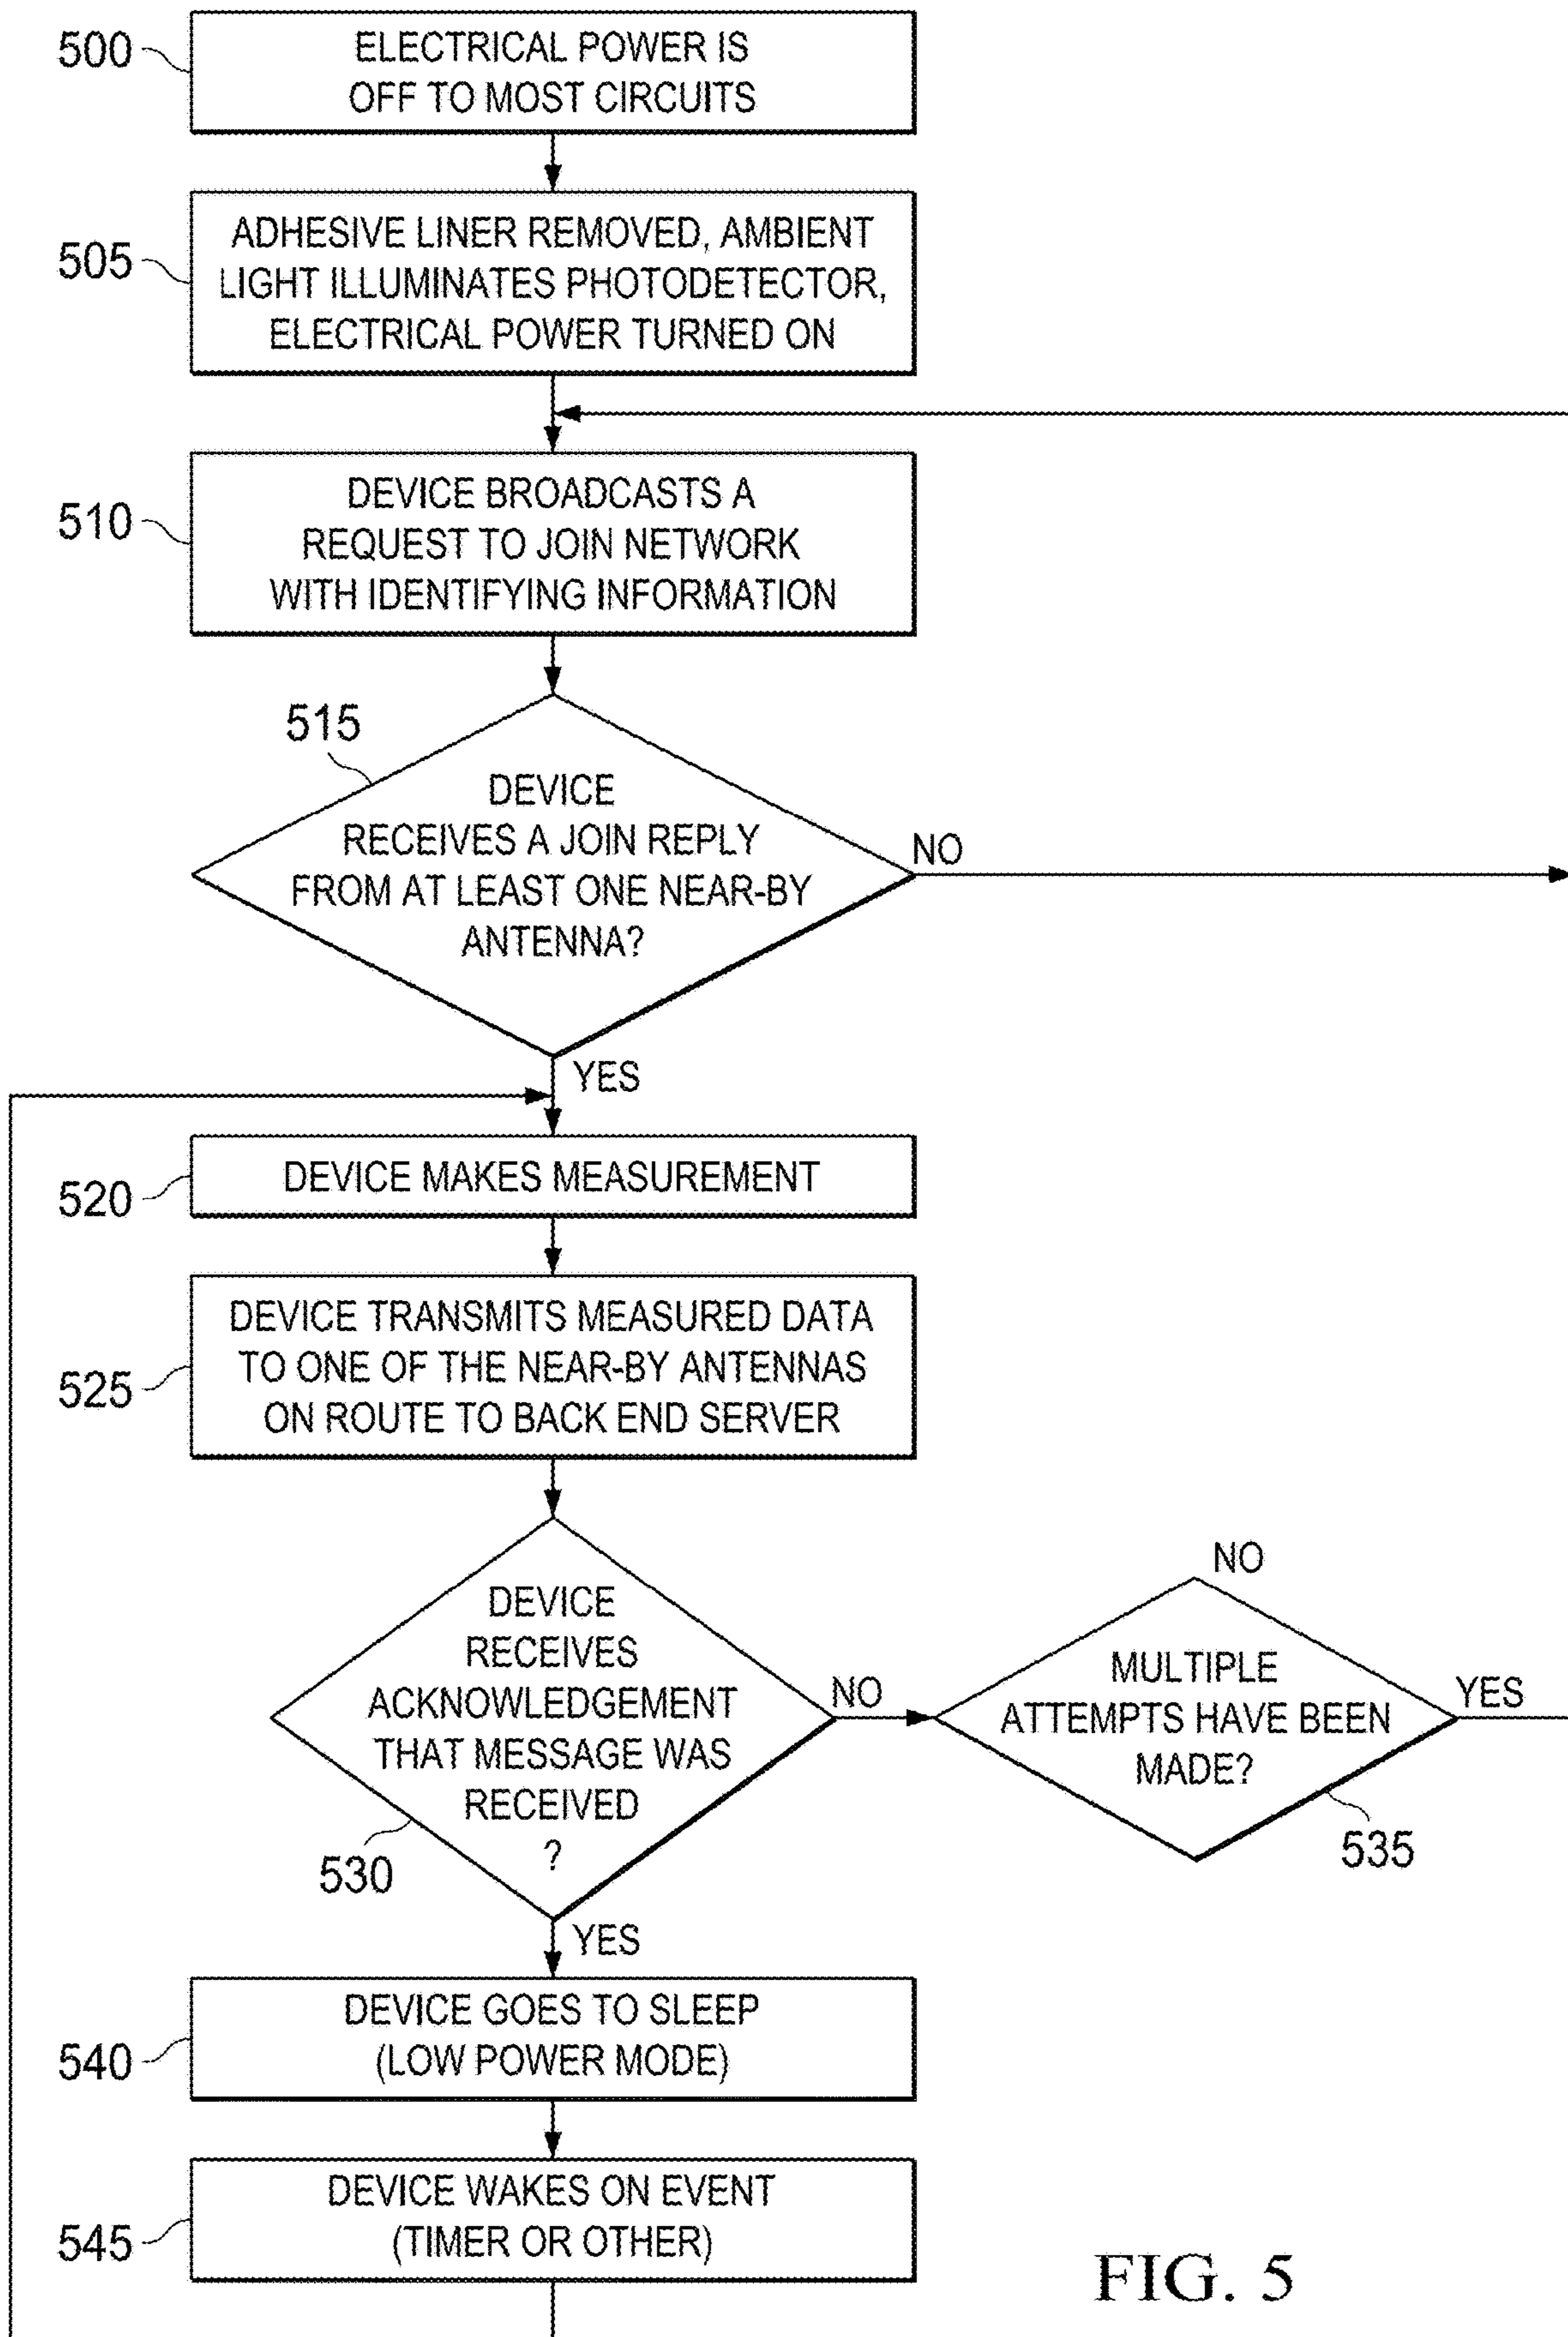 500
ELECTRICAL POWER IS
OFF TO MOST CIRCUITS
505
ADHESIVE LINER REMOVED, AMBIENT
LIGHT ILLUMINATES PHOTODETECTOR,
ELECTRICAL POWER TURNED ON
510
DEVICE BROADCASTS A
REQUEST TO JOIN NETWORK
WITH IDENTIFYING INFORMATION
515
DEVICE
RECEIVES A JOIN REPLY
FROM AT LEAST ONE NEAR-BY
ANTENNA?
NO
YES
520
DEVICE MAKES MEASUREMENT
525
DEVICE TRANSMITS MEASURED DATA
TO ONE OF THE NEAR-BY ANTENNAS
ON ROUTE TO BACK END SERVER
530
DEVICE
RECEIVES
ACKNOWLEDGEMENT
THAT MESSAGE WAS
RECEIVED
?
NO
NO
MULTIPLE
ATTEMPTS HAVE BEEN
MADE?
YES
535
YES
540
DEVICE GOES TO SLEEP
(LOW POWER MODE)
545
DEVICE WAKES ON EVENT
(TIMER OR OTHER)
FIG. 5